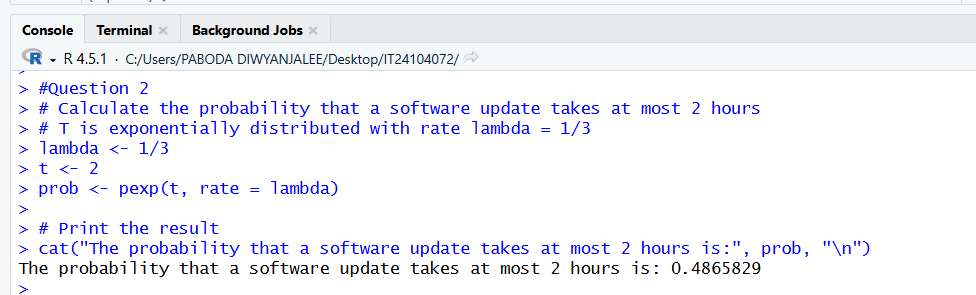 Console Terminal Background Jobs
R R 4.5.1 · C:/Users/PABODA DIWYANJALEE/Desktop/IT24104072/
>
> #Question 2
> # Calculate the probability that a software update takes at most 2 hours
> # T is exponentially distributed with rate lambda = 1/3
> lambda <- 1/3
> t <- 2
> prob <- pexp(t, rate = lambda)
>
> # Print the result
> cat("The probability that a software update takes at most 2 hours is:", prob, "\n")
The probability that a software update takes at most 2 hours is: 0.4865829
>